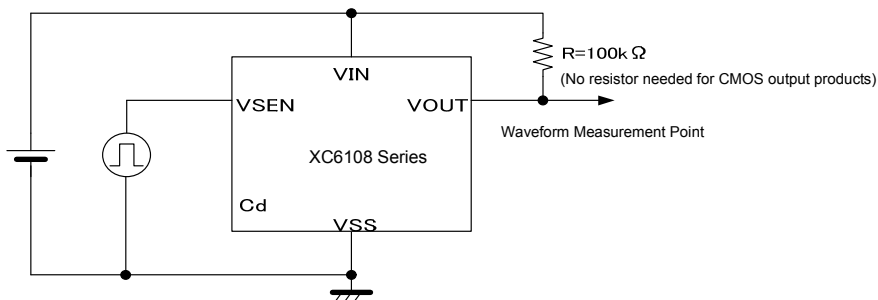 R=100kΩ
(No resistor needed for CMOS output products)
VIN
VSEN
VOUT
Waveform Measurement Point
XC6108 Series
Cd
VSS